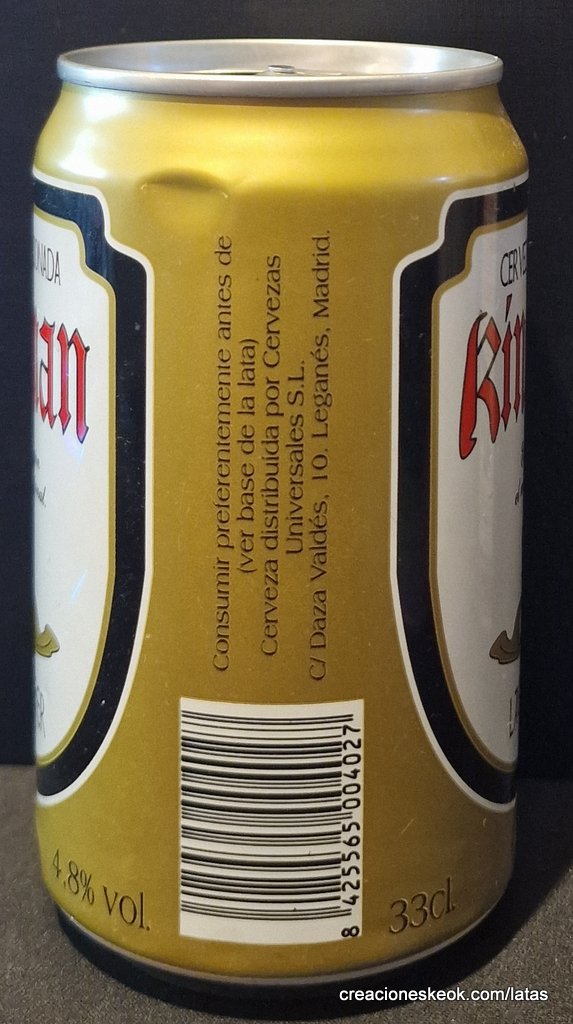 Consumir preferentemente antes de
(ver base de la lata)
Cerveza distribuida por Cervezas
Universales S.L.
C/ Daza Valdés, 10. Leganés, Madrid.
8 425565 004027
4,8% vol.
33cl.
creacioneskeok.com/latas